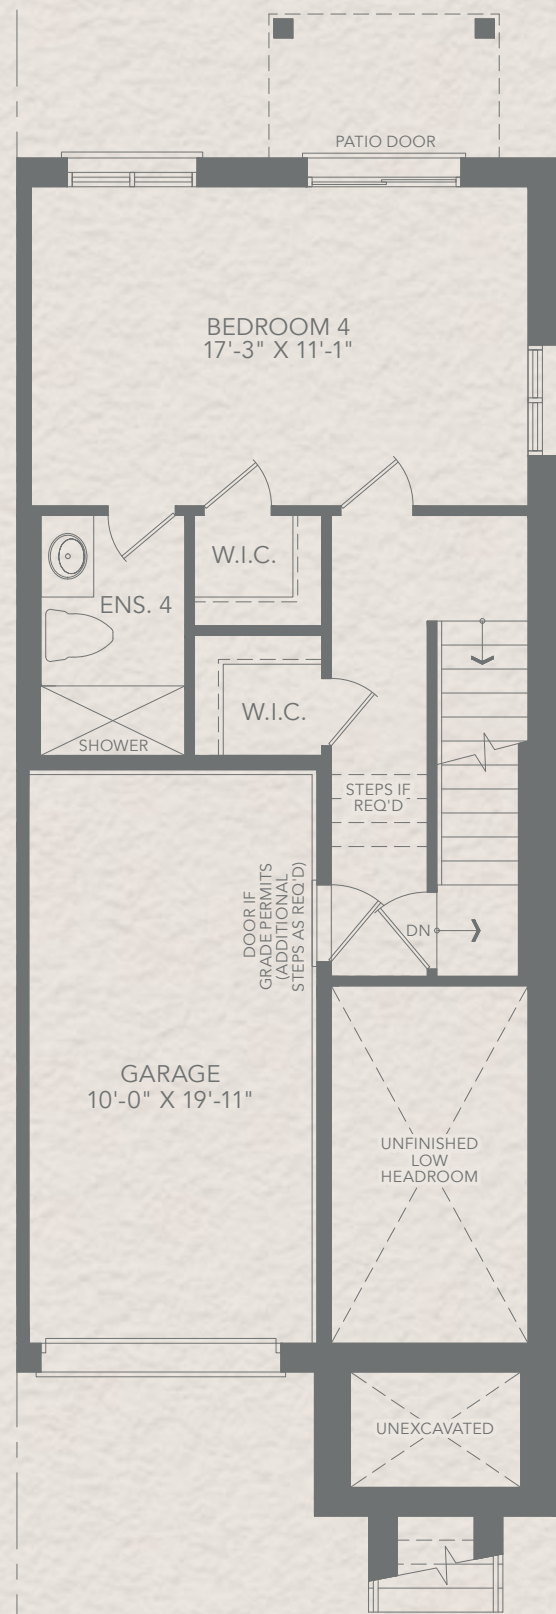 PATIO DOOR
BEDROOM 4
17'-3" X 11'-1"
W.I.C.
ENS. 4
W.I.C.
SHOWER
STEPS IF
REQ'D
DOOR IF
GRADE PERMITS
(ADDITIONAL
STEPS AS REQ'D)
DN
GARAGE
10'-0" X 19'-11"
UNFINISHED
LOW
HEADROOM
UNEXCAVATED